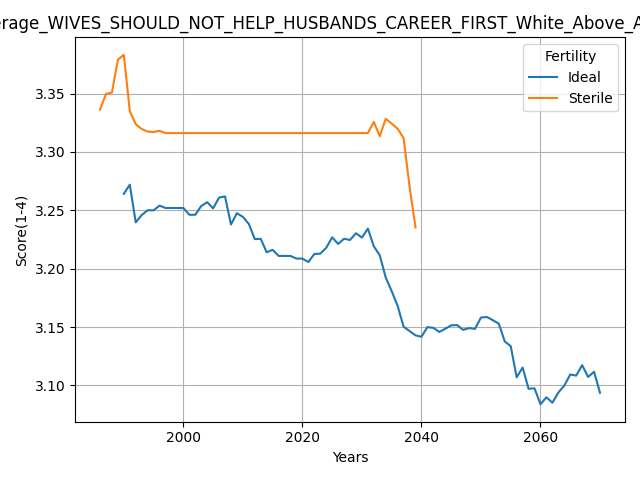 erage_WIVES_SHOULD_NOT_HELP_HUSBANDS_CAREER_FIRST_White_Above_A
Fertility
Ideal
Sterile
Score(1-4)
3.35
3.30
3.25
3.20
3.15
3.10
2000
2020
2040
2060
Years